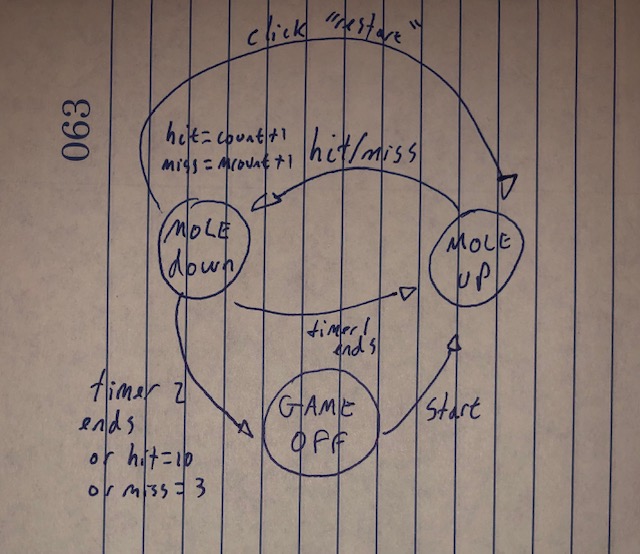 click "restart"
063
hit=count+1
miss=mcount+1
hit/miss
MOLE
down
MOLE
UP
timer 1
ends
timer 2
ends
or hit=10
or miss=3
GAME
OFF
Start